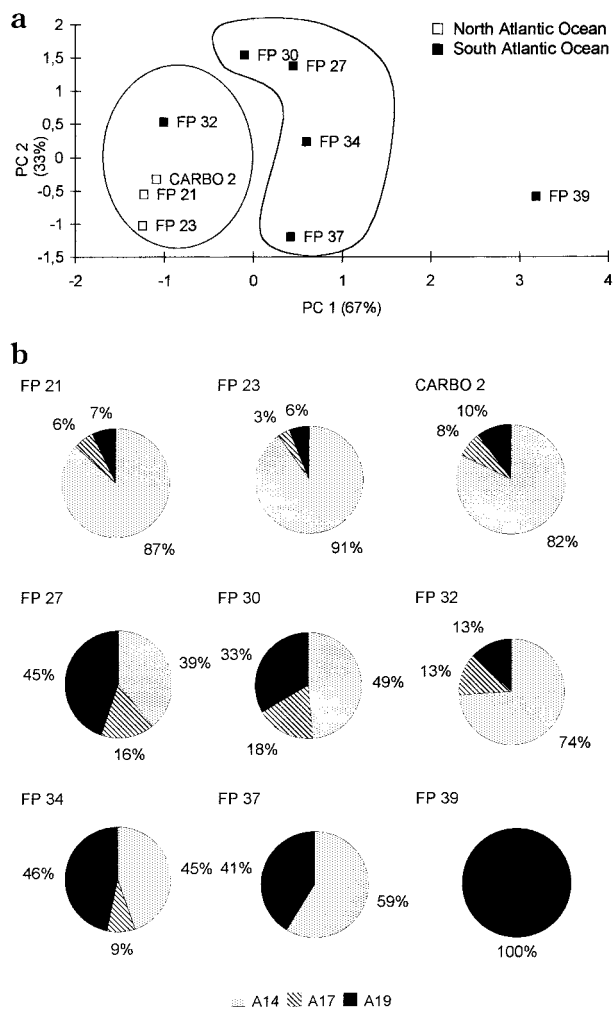 a
North Atlantic Ocean
South Atlantic Ocean
2
1,5
1
0,5
0
-0,5
-1
-1,5
PC 2
(33%)
FP 30
FP 27
FP 32
FP 34
CARBO 2
FP 21
FP 23
FP 37
FP 39
-2 -1 0 1 2 3 4
PC 1 (67%)
b
FP 21 FP 23 CARBO 2
6% 7% 3% 6% 8% 10%
87% 91% 82%
FP 27 FP 30 FP 32
45% 39% 33% 49% 13% 13%
16% 18% 74%
FP 34 FP 37 FP 39
46% 45% 41% 59%
9% 100%
A14 A17 A19